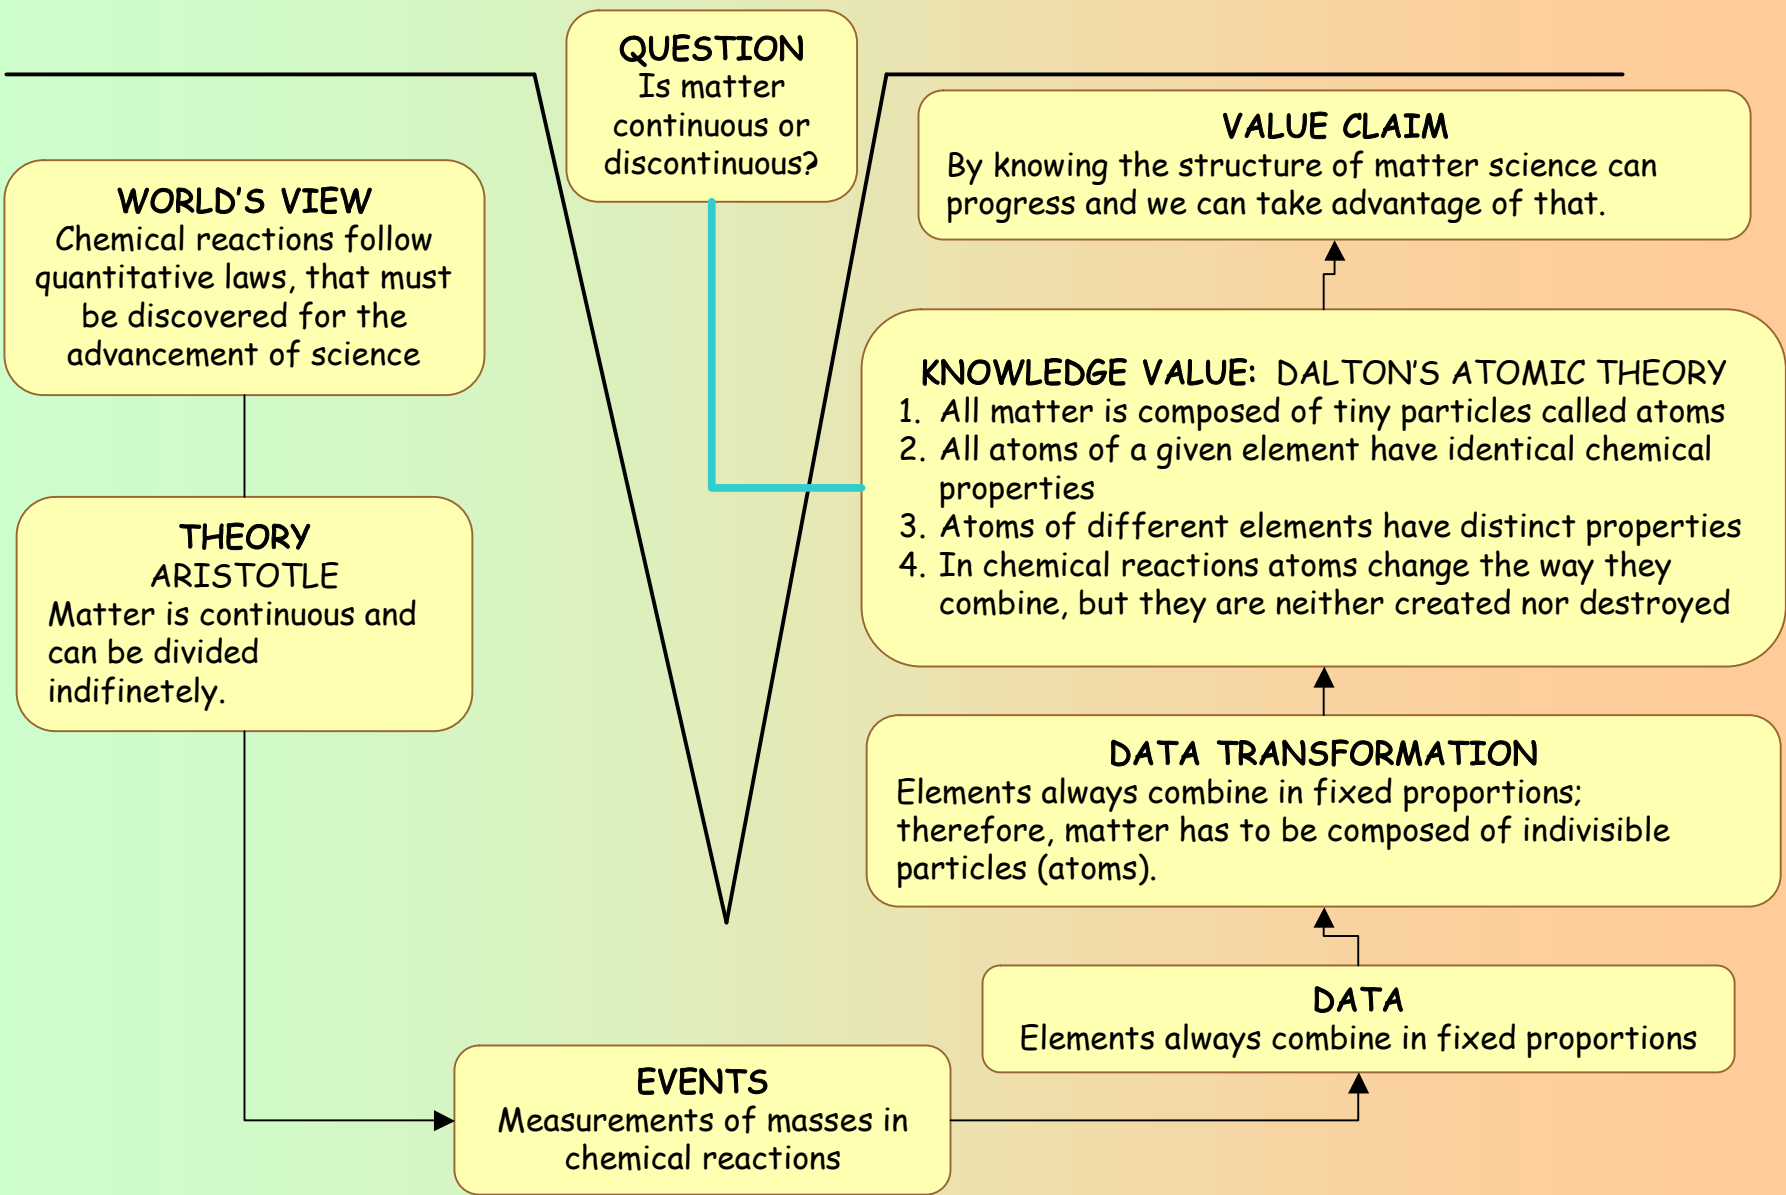 QUESTION
Is matter
continuous or
discontinuous?
WORLD'S VIEW
Chemical reactions follow
quantitative laws, that must
be discovered for the
advancement of science
THEORY
ARISTOTLE
Matter is continuous and
can be divided
indifinetely.
EVENTS
Measurements of masses in
chemical reactions
DATA
Elements always combine in fixed proportions
DATA TRANSFORMATION
Elements always combine in fixed proportions;
therefore, matter has to be composed of indivisible
particles (atoms).
KNOWLEDGE VALUE: DALTON'S ATOMIC THEORY
1. All matter is composed of tiny particles called atoms
2. All atoms of a given element have identical chemical
properties
3. Atoms of different elements have distinct properties
4. In chemical reactions atoms change the way they
combine, but they are neither created nor destroyed
VALUE CLAIM
By knowing the structure of matter science can
progress and we can take advantage of that.